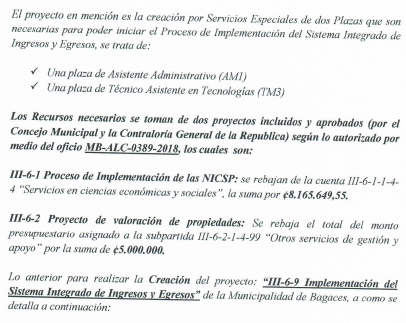 El proyecto en mención es la creación por Servicios Especiales de dos Plazas que son
necesarias para poder iniciar el Proceso de Implementación del Sistema Integrado de
Ingresos y Egresos, se trata de:
✓ Una plaza de Asistente Administrativo (AM1)
✓ Una plaza de Técnico Asistente en Tecnologías (TM3)
Los Recursos necesarios se toman de dos proyectos incluidos y aprobados (por el
Concejo Municipal y la Contraloría General de la Republica) según lo autorizado por
medio del oficio MB-ALC-0389-2018, los cuales son:
III-6-1 Proceso de Implementación de las NICSP: se rebajan de la cuenta III-6-1-1-4-
4 "Servicios en ciencias económicas y sociales", la suma por ¢8.165,649,55.
III-6-2 Proyecto de valoración de propiedades: Se rebaja el total del monto
presupuestario asignado a la subpartida III-6-2-1-4-99 "Otros servicios de gestión y
apoyo" por la suma de ¢5.000.000.
Lo anterior para realizar la Creación del proyecto: "III-6-9 Implementación del
Sistema Integrado de Ingresos y Egresos" de la Municipalidad de Bagaces, a como se
detalla a continuación: